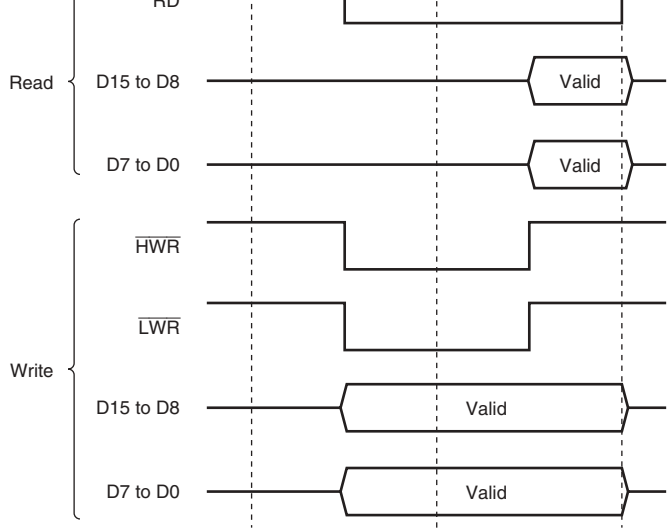 RD
Read
D15 to D8
Valid
D7 to D0
Valid
HWR
LWR
Write
D15 to D8
Valid
D7 to D0
Valid